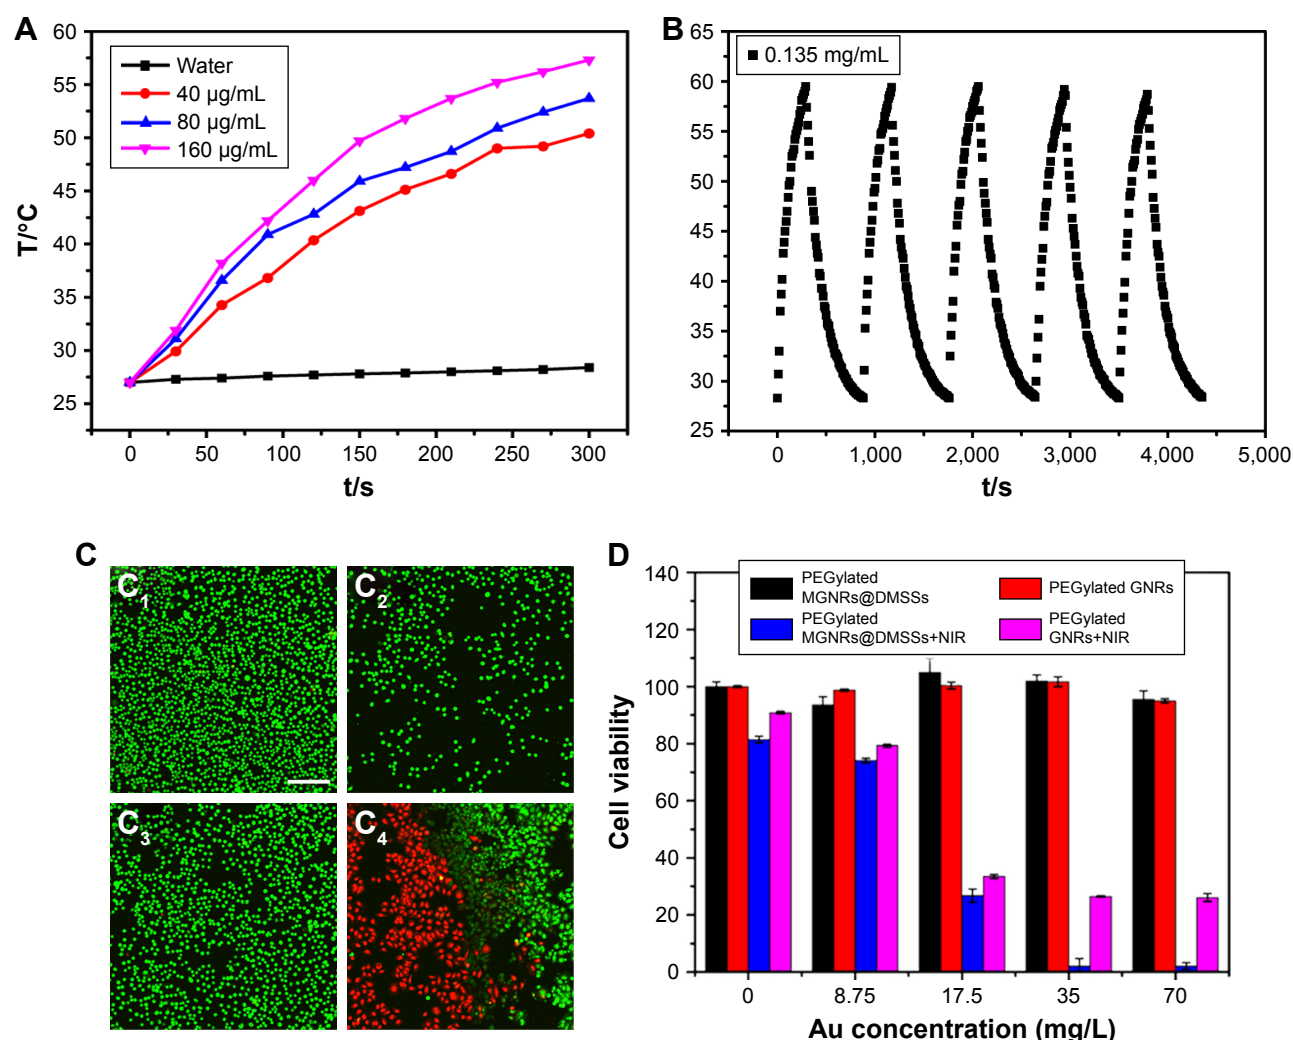 A
60
55
50
45
40
35
30
25
T/°C
Water
40 µg/mL
80 µg/mL
160 µg/mL
0 50 100 150 200 250 300
t/s
B
65
60
55
50
45
40
35
30
25
0.135 mg/mL
0 1,000 2,000 3,000 4,000 5,000
t/s
C
C1
C2
C3
C4
D
140
120
100
80
60
40
20
0
Cell viability
PEGylated
MGNRs@DMSSs
PEGylated GNRs
PEGylated
MGNRs@DMSSs+NIR
PEGylated
GNRs+NIR
0 8.75 17.5 35 70
Au concentration (mg/L)